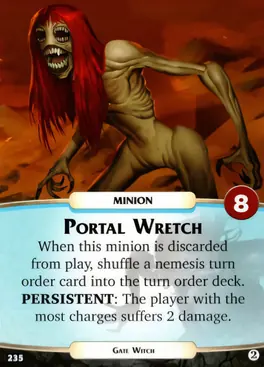 MINION
8
PORTAL WRETCH
When this minion is discarded
from play, shuffle a nemesis turn
order card into the turn order deck.
PERSISTENT: The player with the
most charges suffers 2 damage.
GATE WITCH
235
2